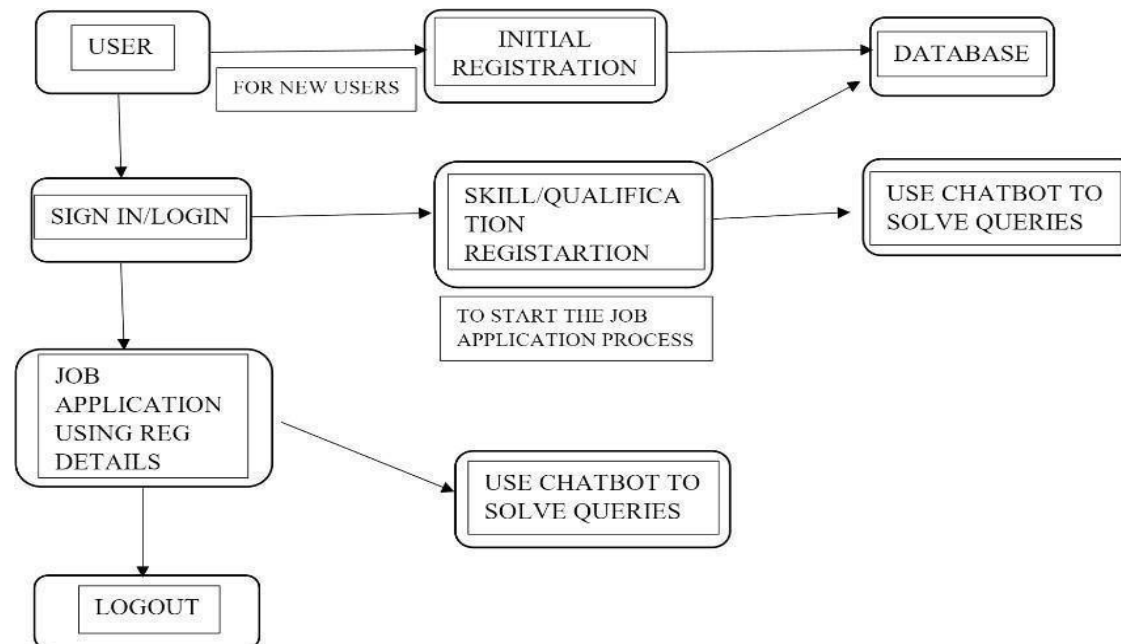 USER
INITIAL
REGISTRATION
DATABASE
FOR NEW USERS
SIGN IN/LOGIN
SKILL/QUALIFICA
TION
REGISTARTION
USE CHATBOT TO
SOLVE QUERIES
TO START THE JOB
APPLICATION PROCESS
JOB
APPLICATION
USING REG
DETAILS
USE CHATBOT TO
SOLVE QUERIES
LOGOUT